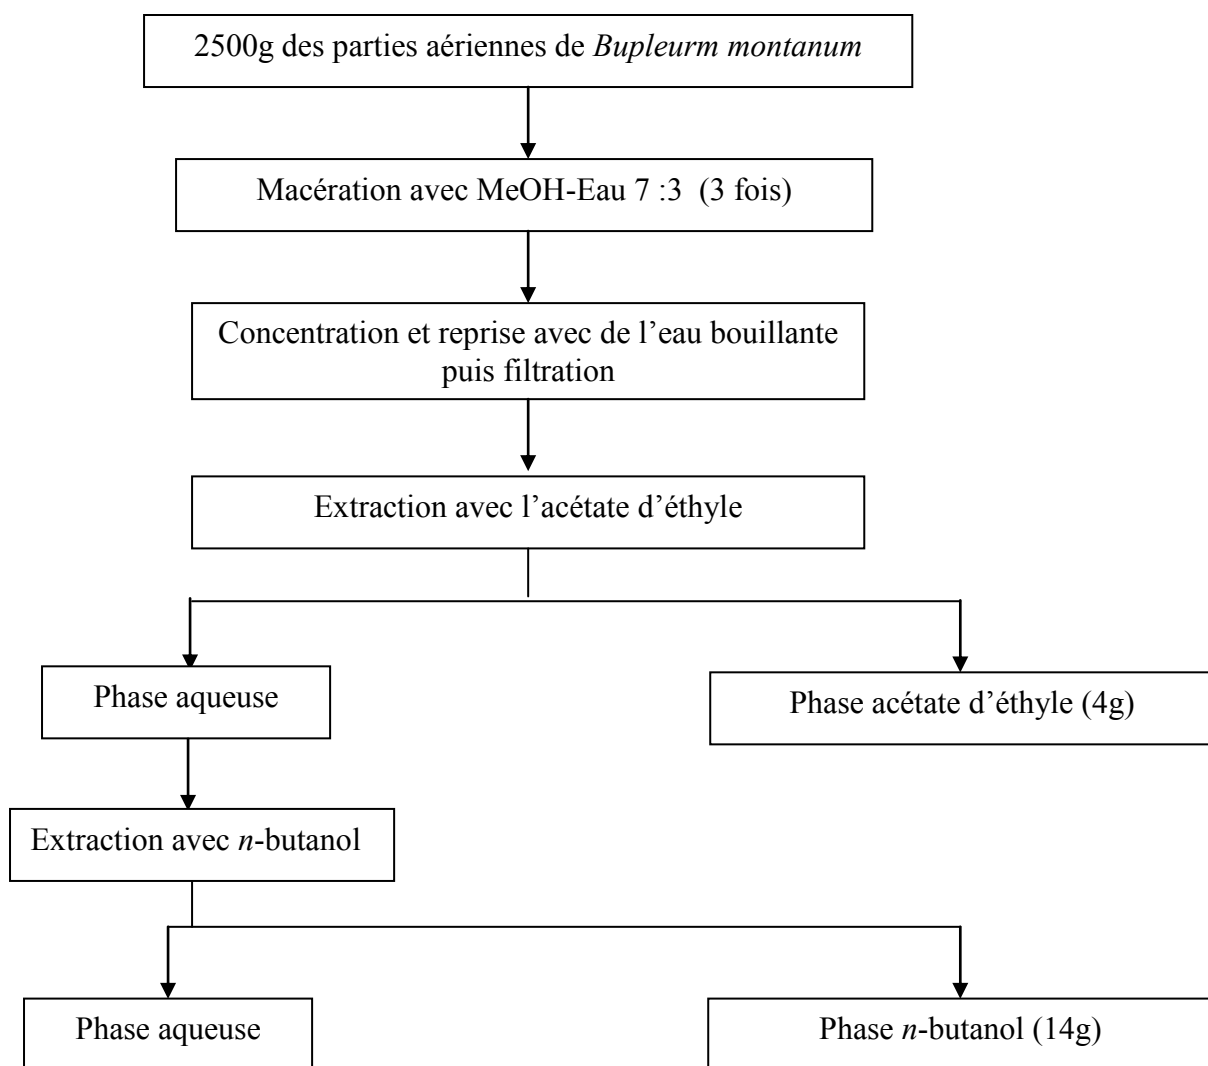 2500g des parties aériennes de Bupleurm montanum
Macération avec MeOH-Eau 7 :3 (3 fois)
Concentration et reprise avec de l’eau bouillante
puis filtration
Extraction avec l’acétate d’éthyle
Phase aqueuse
Phase acétate d’éthyle (4g)
Extraction avec n-butanol
Phase aqueuse
Phase n-butanol (14g)